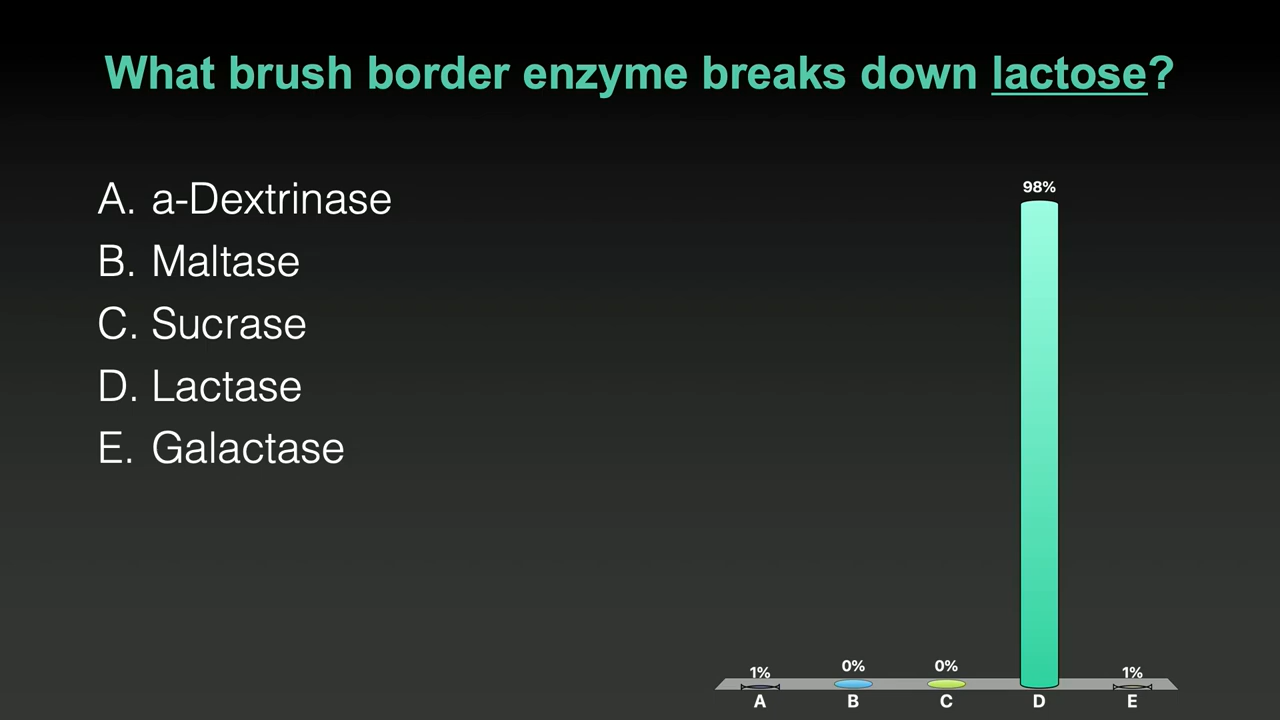 What brush border enzyme breaks down lactose?
A. a-Dextrinase
B. Maltase
C. Sucrase
D. Lactase
E. Galactase
98%
1% 0% 0% 1%
A B C D E